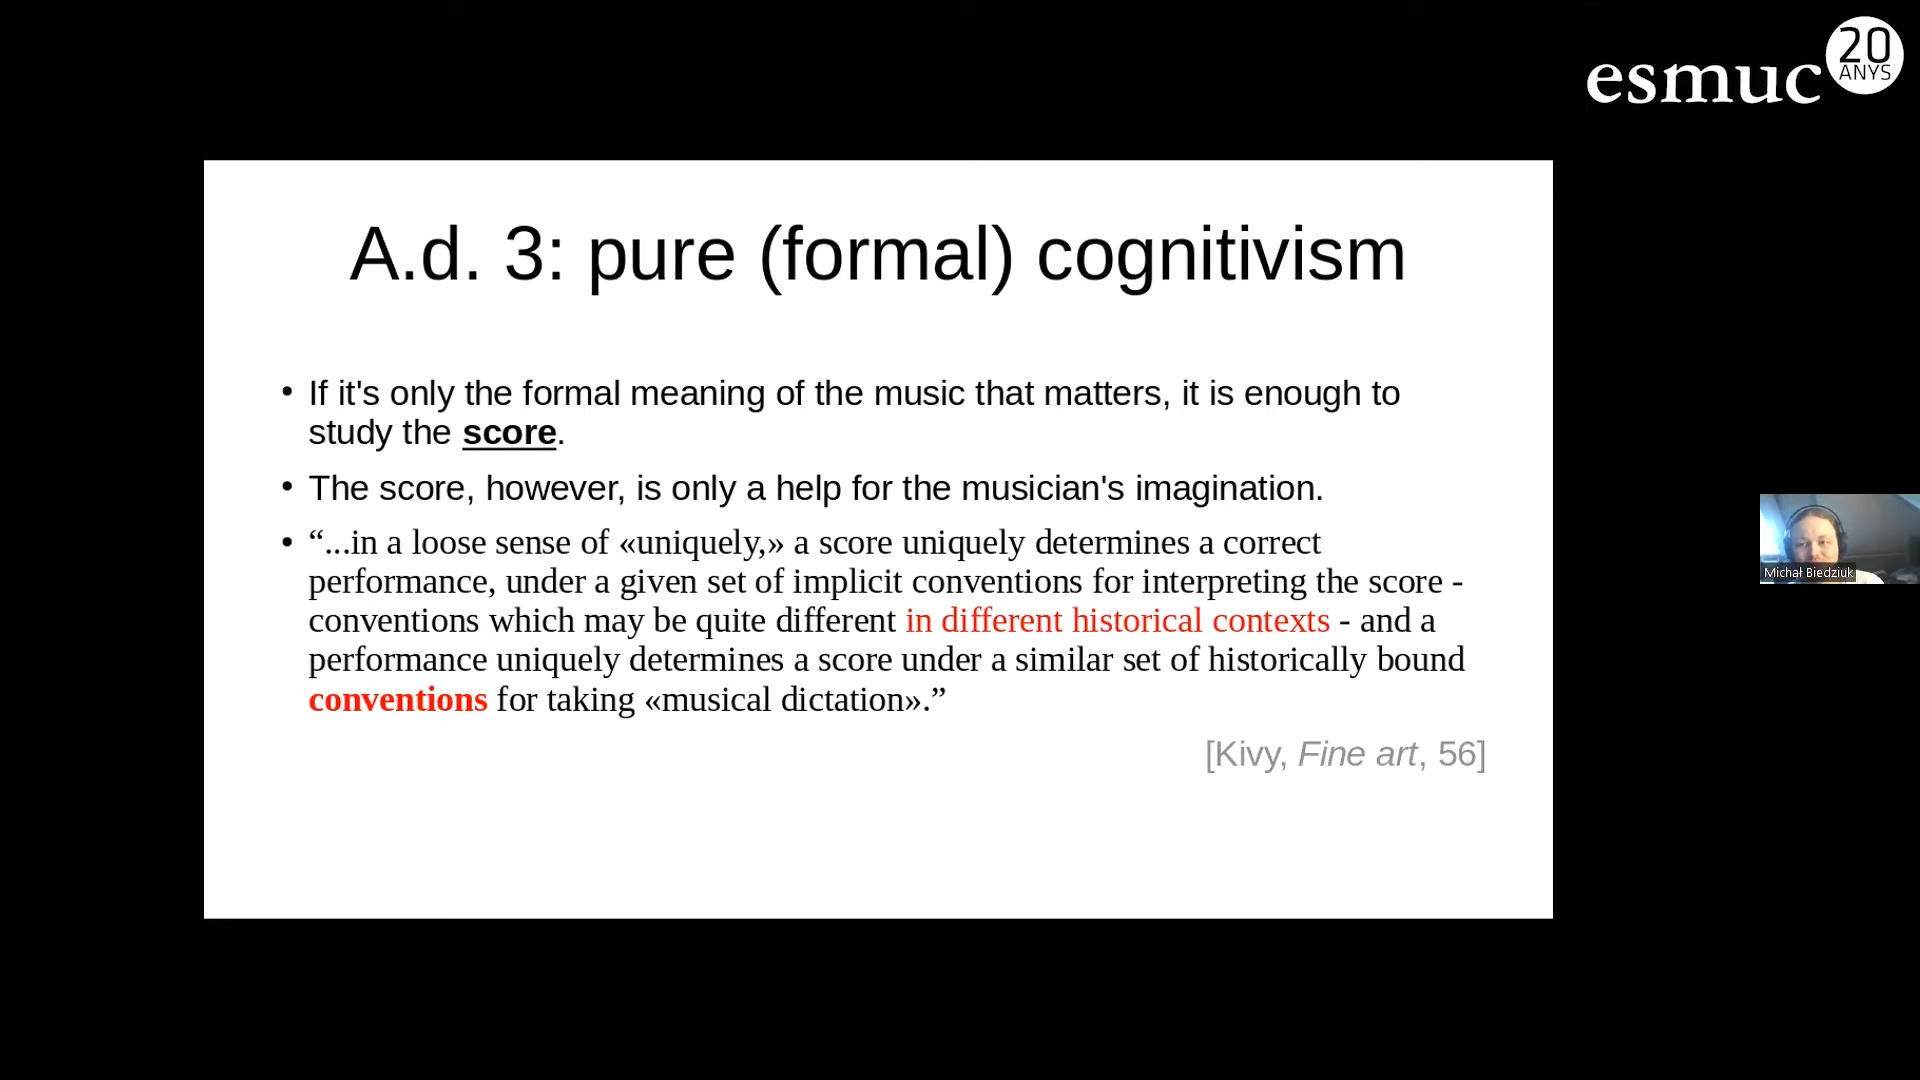 esmuc
20
ANYS
A.d. 3: pure (formal) cognitivism
• If it's only the formal meaning of the music that matters, it is enough to
study the score.
• The score, however, is only a help for the musician's imagination.
• “...in a loose sense of «uniquely,» a score uniquely determines a correct
performance, under a given set of implicit conventions for interpreting the score -
conventions which may be quite different in different historical contexts - and a
performance uniquely determines a score under a similar set of historically bound
conventions for taking «musical dictation».”
[Kivy, Fine art, 56]
Michał Biedziuk